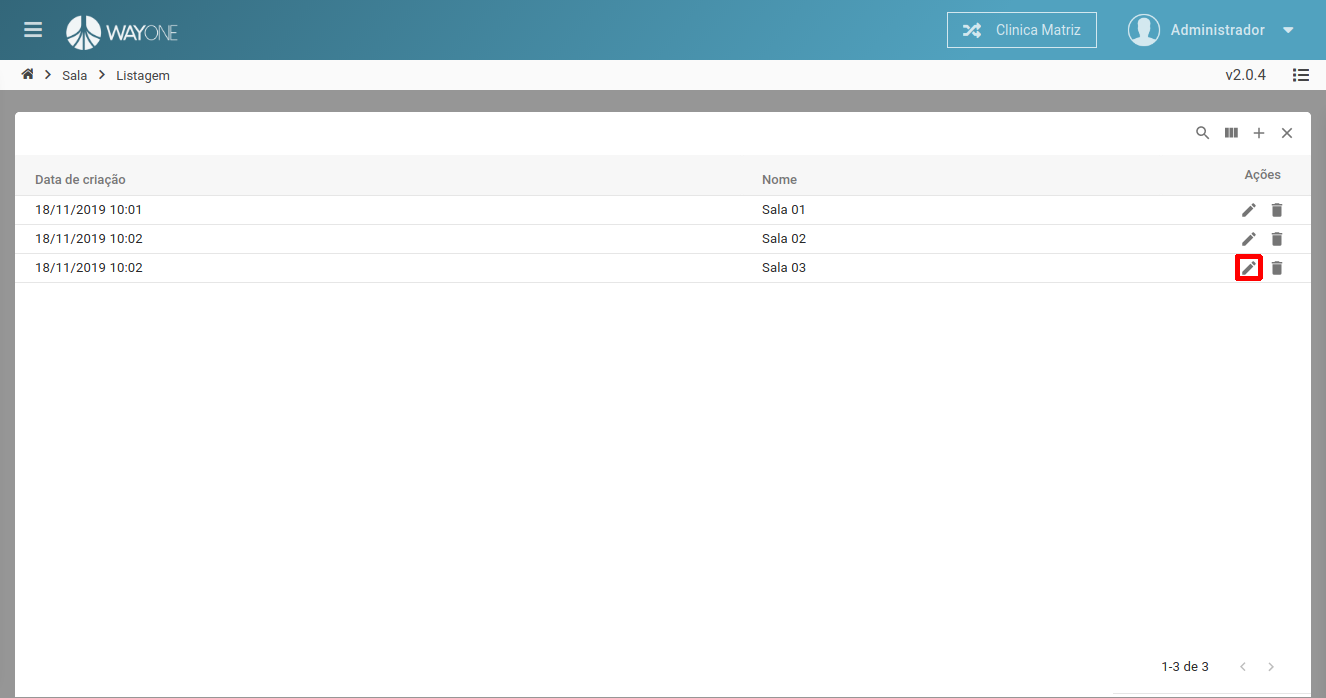 WAYONE
Clinica Matriz
Administrador
Sala
Listagem
v2.0.4
Data de criação
Nome
Ações
18/11/2019 10:01
Sala 01
18/11/2019 10:02
Sala 02
18/11/2019 10:02
Sala 03
1-3 de 3